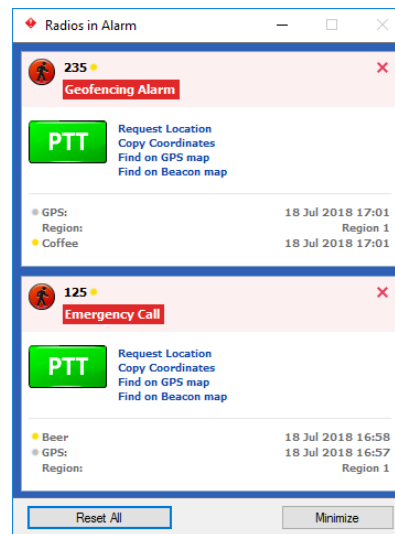 Radios in Alarm
235
Geofencing Alarm
PTT
Request Location
Copy Coordinates
Find on GPS map
Find on Beacon map
GPS: 18 Jul 2018 17:01
Region: Region 1
Coffee 18 Jul 2018 17:01
125
Emergency Call
PTT
Request Location
Copy Coordinates
Find on GPS map
Find on Beacon map
Beer 18 Jul 2018 16:58
GPS: 18 Jul 2018 16:57
Region: Region 1
Reset All Minimize